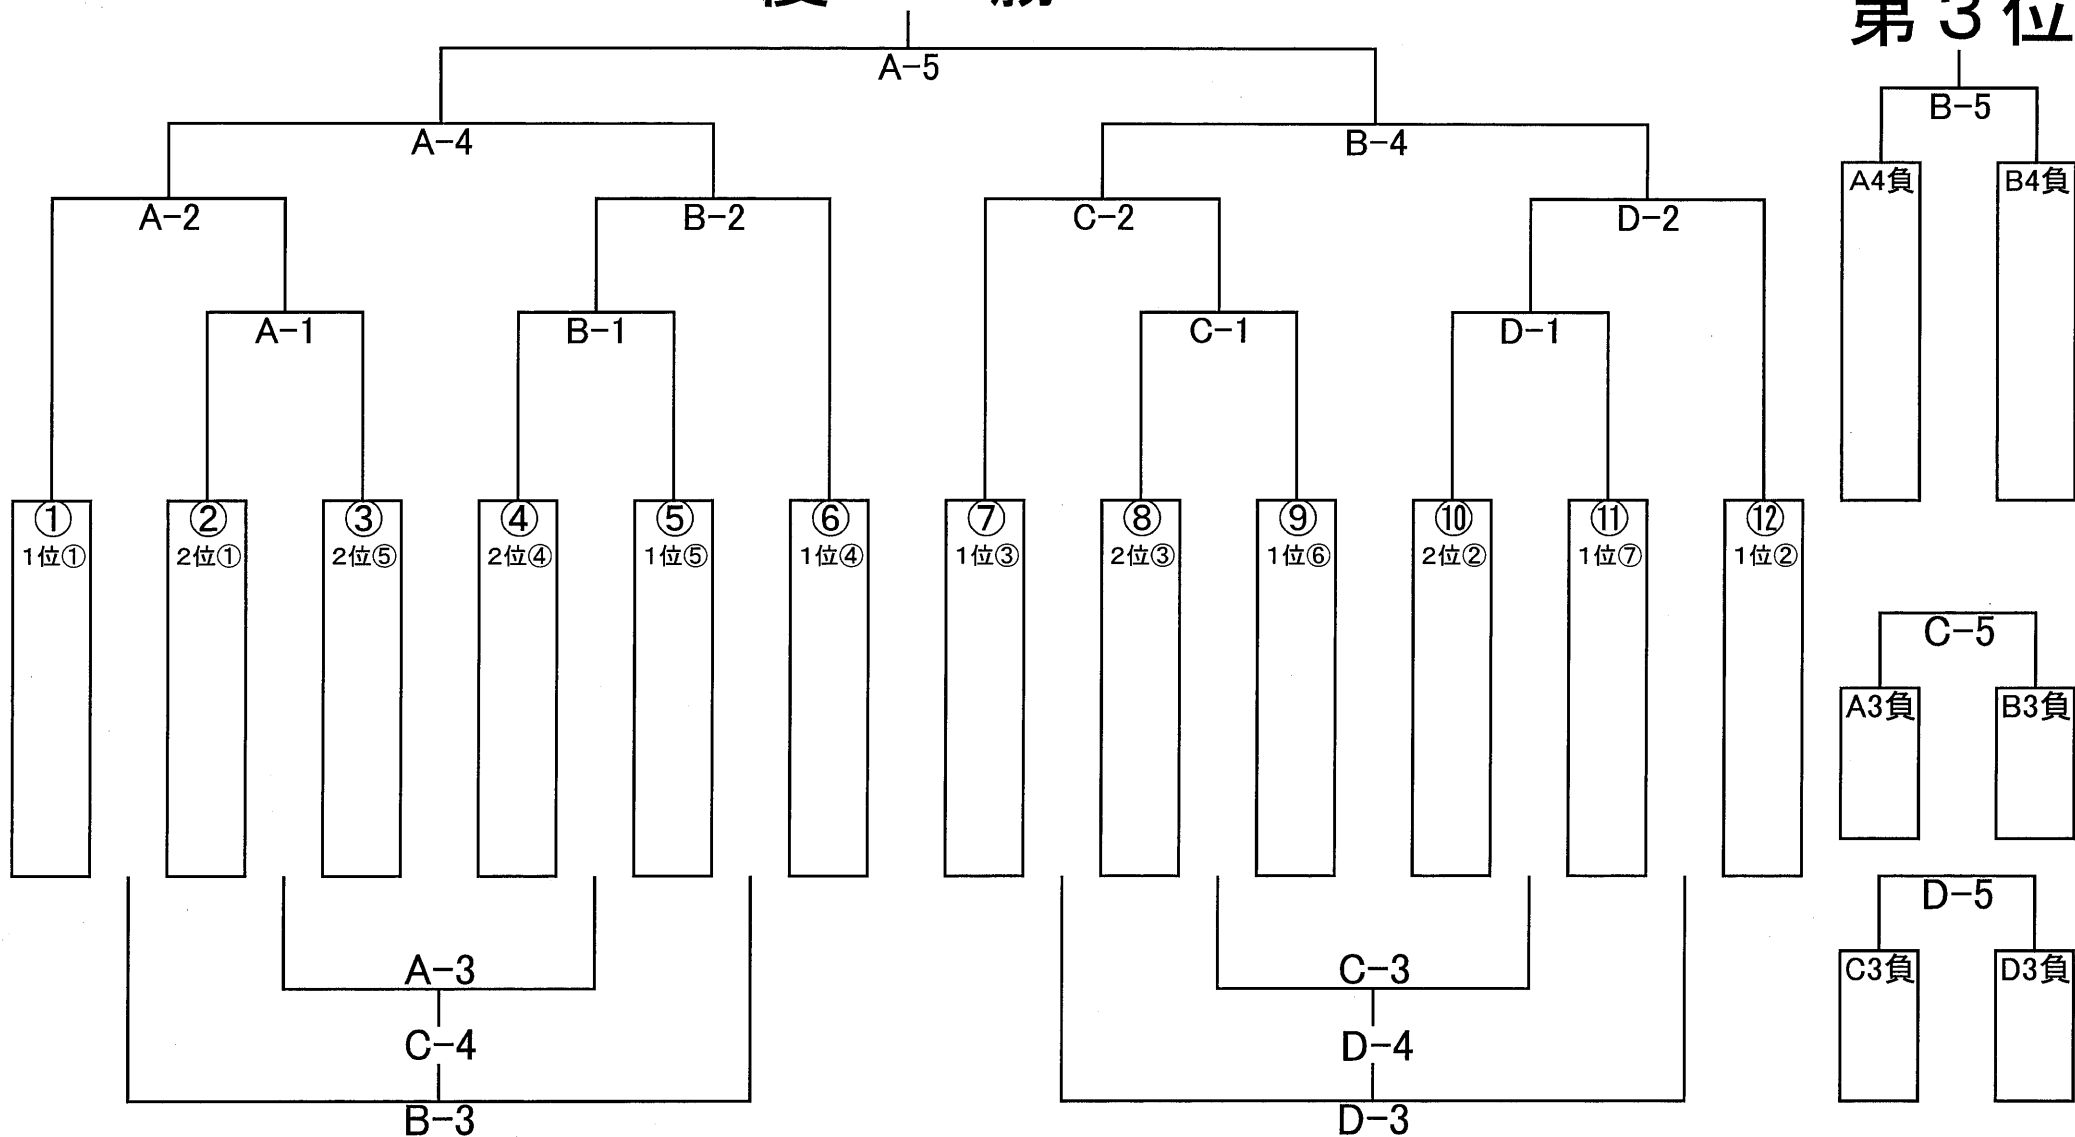 第３位
A-5
B-5
A-4
B-4
A4負
B4負
A-2
B-2
C-2
D-2
A-1
B-1
C-1
D-1
①
②
③
④
⑤
⑥
⑦
⑧
⑨
⑩
⑪
⑫
1位①
2位①
2位⑤
2位④
1位⑤
1位④
1位③
2位③
1位⑥
2位②
1位⑦
1位②
C-5
A3負
B3負
D-5
C3負
D3負
A-3
C-3
C-4
D-4
B-3
D-3